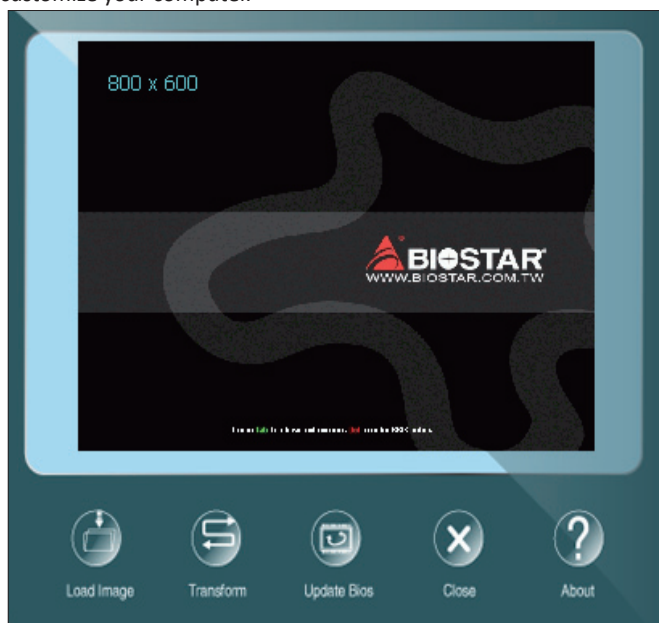 customize your computer.
800 x 600
BIOSTAR
WWW.BIOSTAR.COM.TW
Load Image
Transform
Update Bios
Close
About